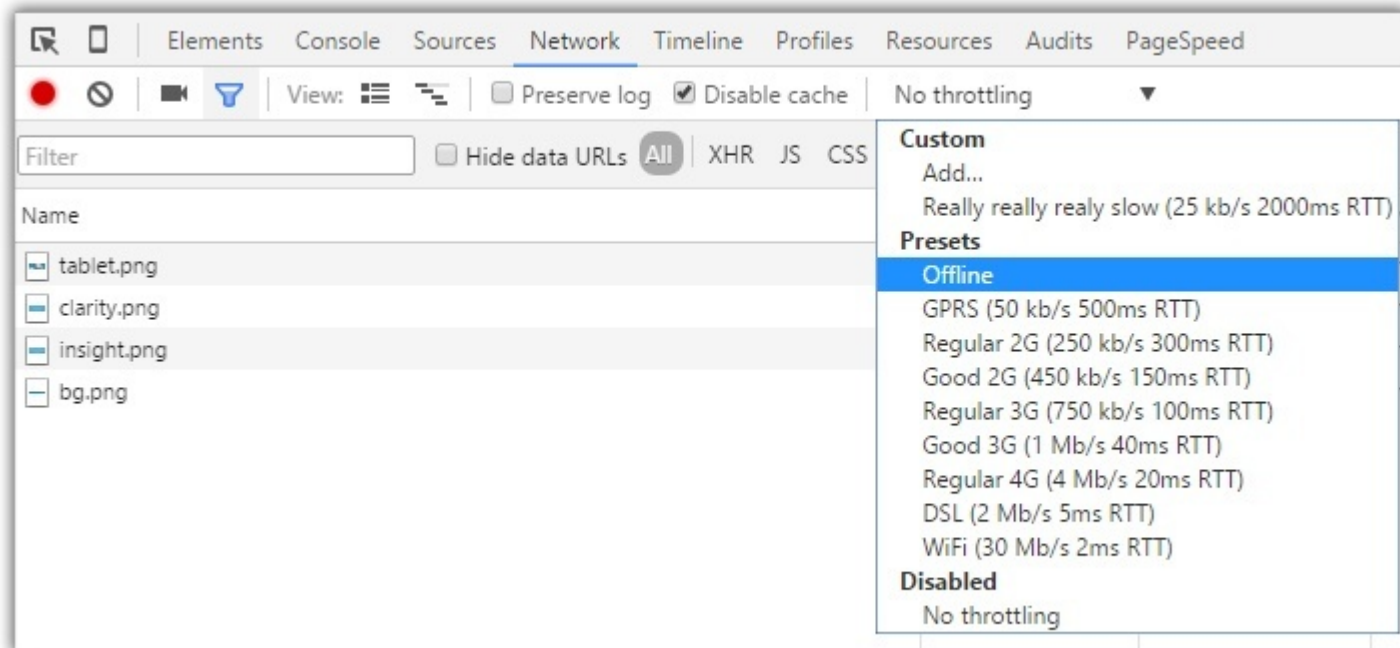 Elements Console Sources Network Timeline Profiles Resources Audits PageSpeed
View: Preserve log Disable cache No throttling
Filter Hide data URLs All XHR JS CSS
Name
tablet.png
clarity.png
insight.png
bg.png
Custom
Add...
Really really realy slow (25 kb/s 2000ms RTT)
Presets
Offline
GPRS (50 kb/s 500ms RTT)
Regular 2G (250 kb/s 300ms RTT)
Good 2G (450 kb/s 150ms RTT)
Regular 3G (750 kb/s 100ms RTT)
Good 3G (1 Mb/s 40ms RTT)
Regular 4G (4 Mb/s 20ms RTT)
DSL (2 Mb/s 5ms RTT)
WiFi (30 Mb/s 2ms RTT)
Disabled
No throttling